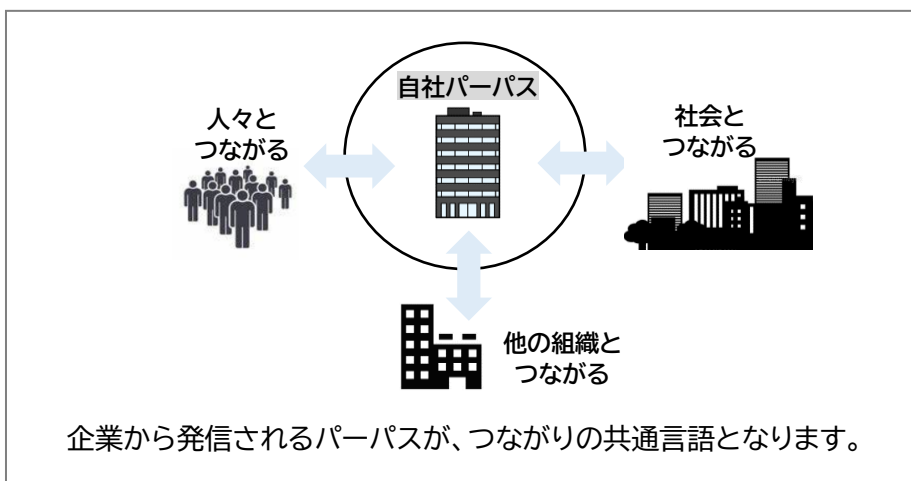 自社パーパス
人々と
つながる
社会と
つながる
他の組織と
つながる
企業から発信されるパーパスが、つながりの共通言語となります。